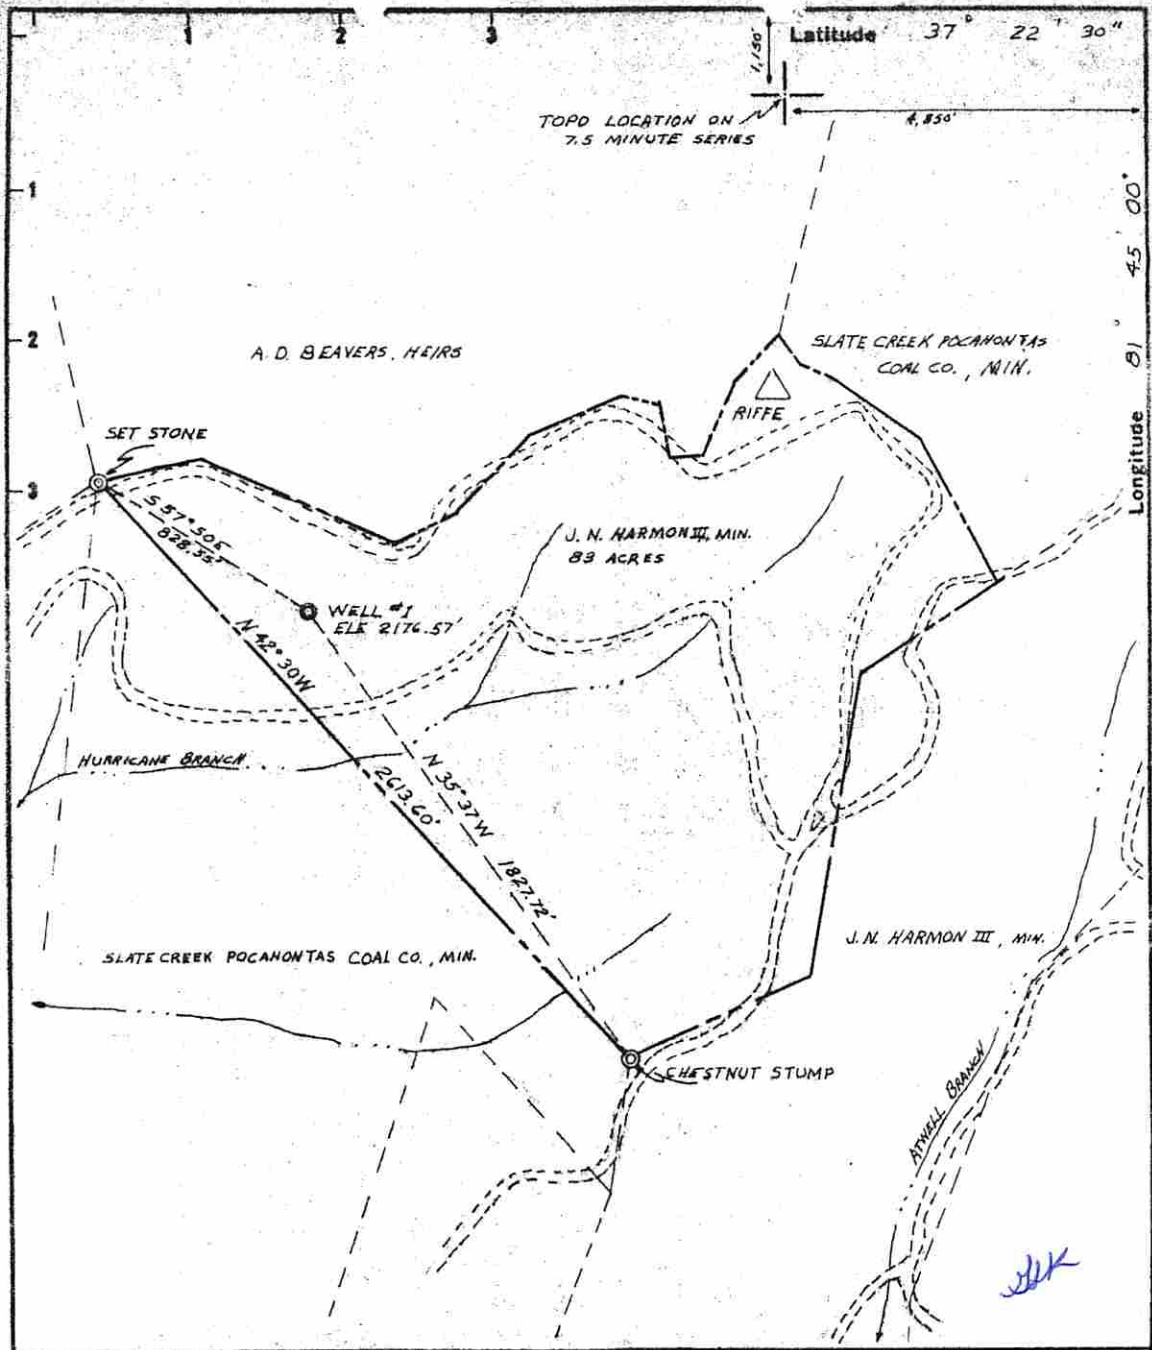 1 2 3
Latitude 37° 22' 30"
1,150'
4,850'
TOPO LOCATION ON
7.5 MINUTE SERIES
1
Longitude 81° 45' 00"
2
A. D. BEAVERS, HEIRS
SLATE CREEK POCAHONTAS
COAL CO., MIN.
RIFFE
SET STONE
3
S 57° 50 E
828.55'
J. N. HARMON III, MIN.
83 ACRES
WELL #1
ELE 2176.57'
N 42° 30 W
2613.60'
HURRICANE BRANCH
N 35° 37 W 1827.72'
J. N. HARMON III, MIN.
SLATE CREEK POCAHONTAS COAL CO., MIN.
CHESTNUT STUMP
ATWELL BRANCH